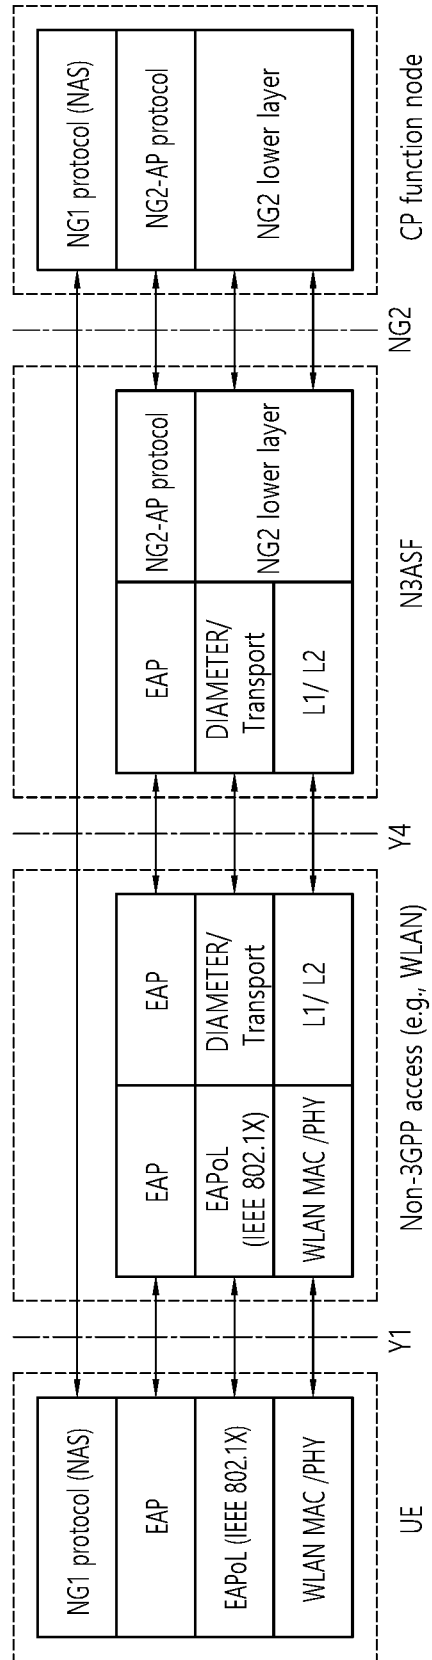 NG1 protocol (NAS)
EAP
EAPoL (IEEE 802.1X)
WLAN MAC /PHY
UE
Y1
EAP
EAPoL
(IEEE 802.1X)
WLAN MAC /PHY
EAP
DIAMETER/
Transport
L1/ L2
Non-3GPP access (e.g., WLAN)
Y4
EAP
DIAMETER/
Transport
L1/ L2
NG2-AP protocol
NG2 lower layer
N3ASF
NG2
NG1 protocol (NAS)
NG2-AP protocol
NG2 lower layer
CP function node